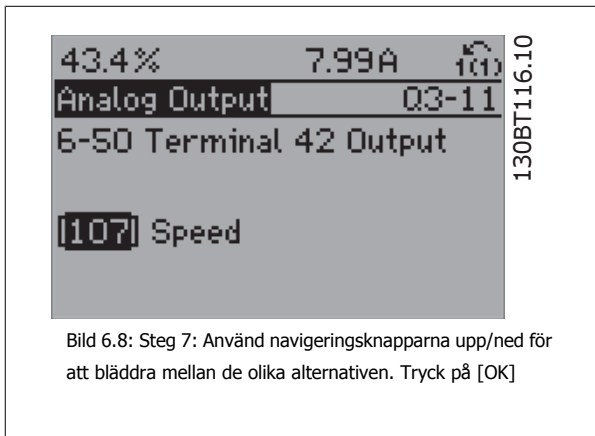 43.4% 7.99A 1(1)
Analog Output Q3-11
6-50 Terminal 42 Output
[107] Speed
130BT116.10
Bild 6.8: Steg 7: Använd navigeringsknapparna upp/ned för
att bläddra mellan de olika alternativen. Tryck på [OK]